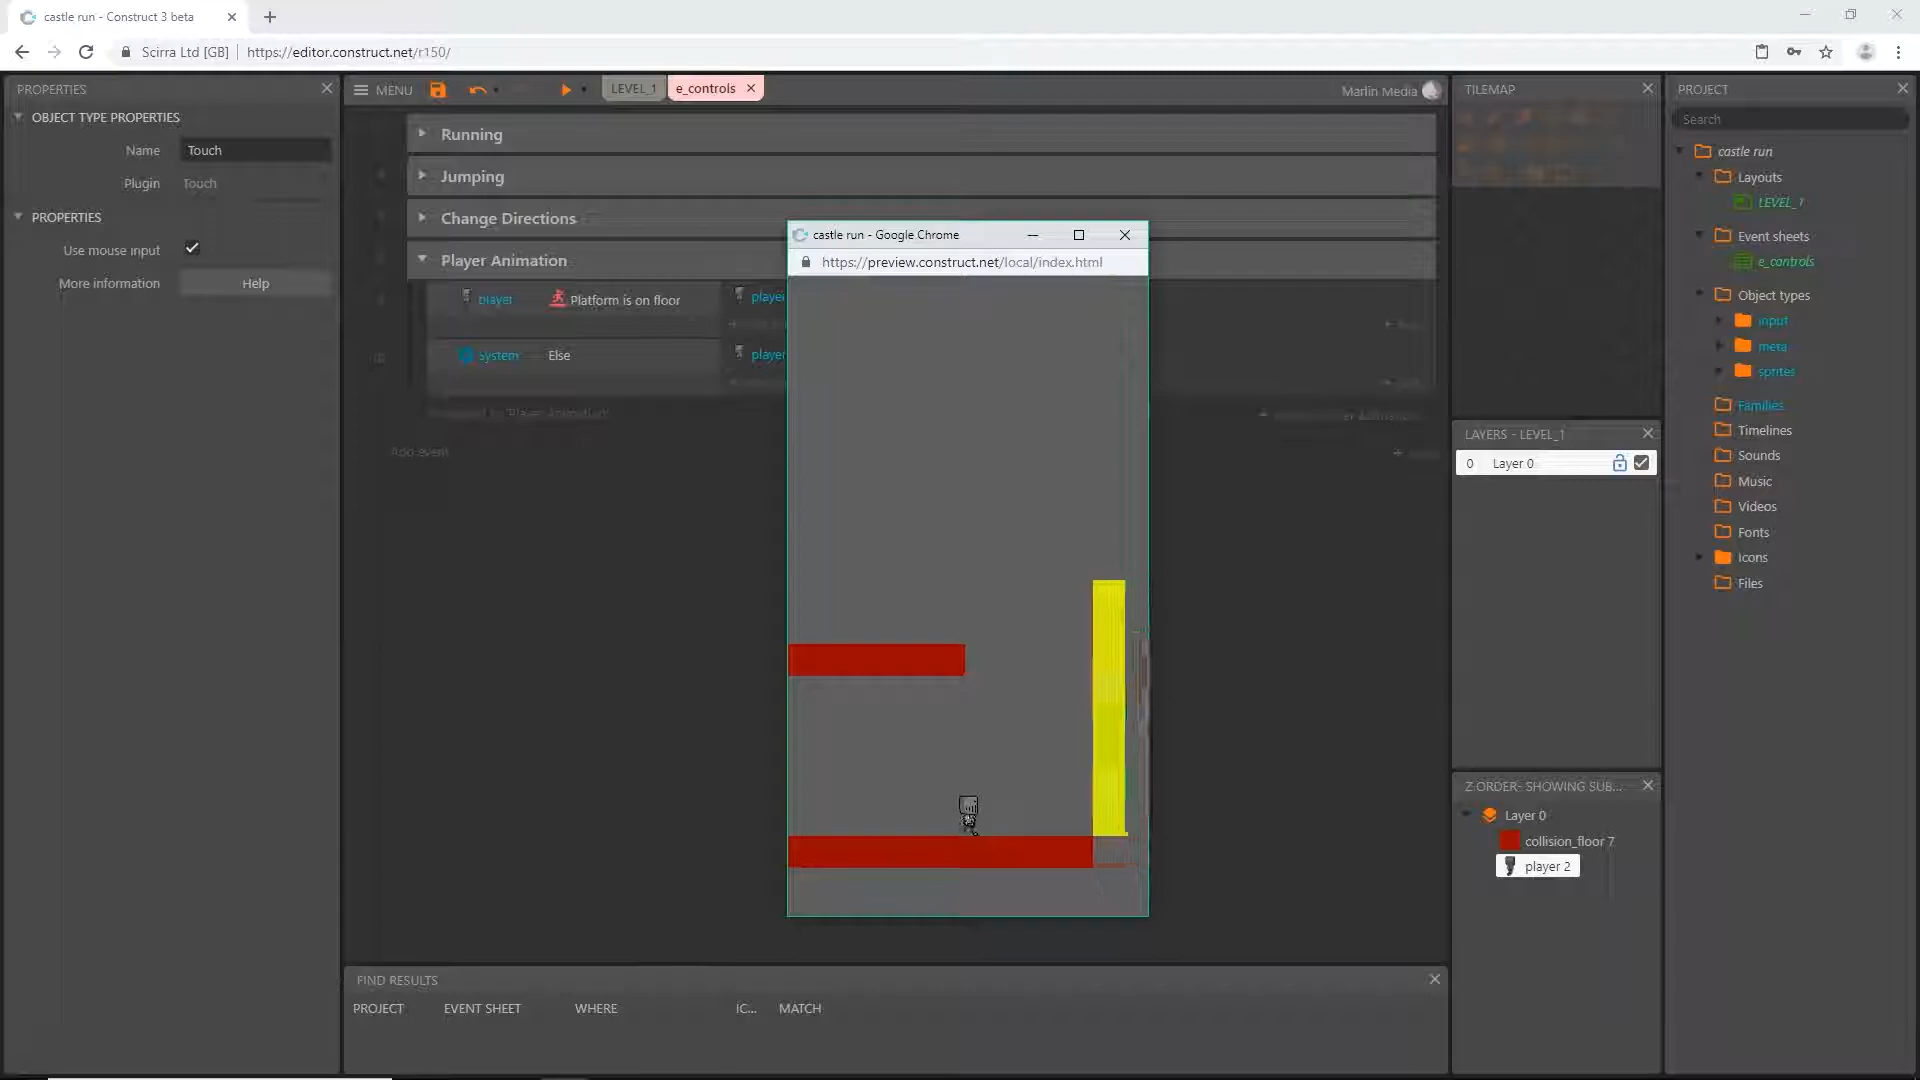 castle run - Construct 3 beta
Scirra Ltd [GB]
https://editor.construct.net/r150/
PROPERTIES
OBJECT TYPE PROPERTIES
Name
Touch
Plugin
Touch
PROPERTIES
Use mouse input
More information
Help
MENU
LEVEL_1
e_controls
Marlin Media
Running
Jumping
Change Directions
Player Animation
player
Platform is on floor
player
System
Else
player
Add event
castle run - Google Chrome
https://preview.construct.net/local/index.html
FIND RESULTS
PROJECT
EVENT SHEET
WHERE
IC...
MATCH
TILEMAP
LAYERS - LEVEL_1
0
Layer 0
Z ORDER- SHOWING SUB...
Layer 0
collision_floor 7
player 2
PROJECT
Search
castle run
Layouts
LEVEL_1
Event sheets
e_controls
Object types
input
meta
sprites
Families
Timelines
Sounds
Music
Videos
Fonts
Icons
Files